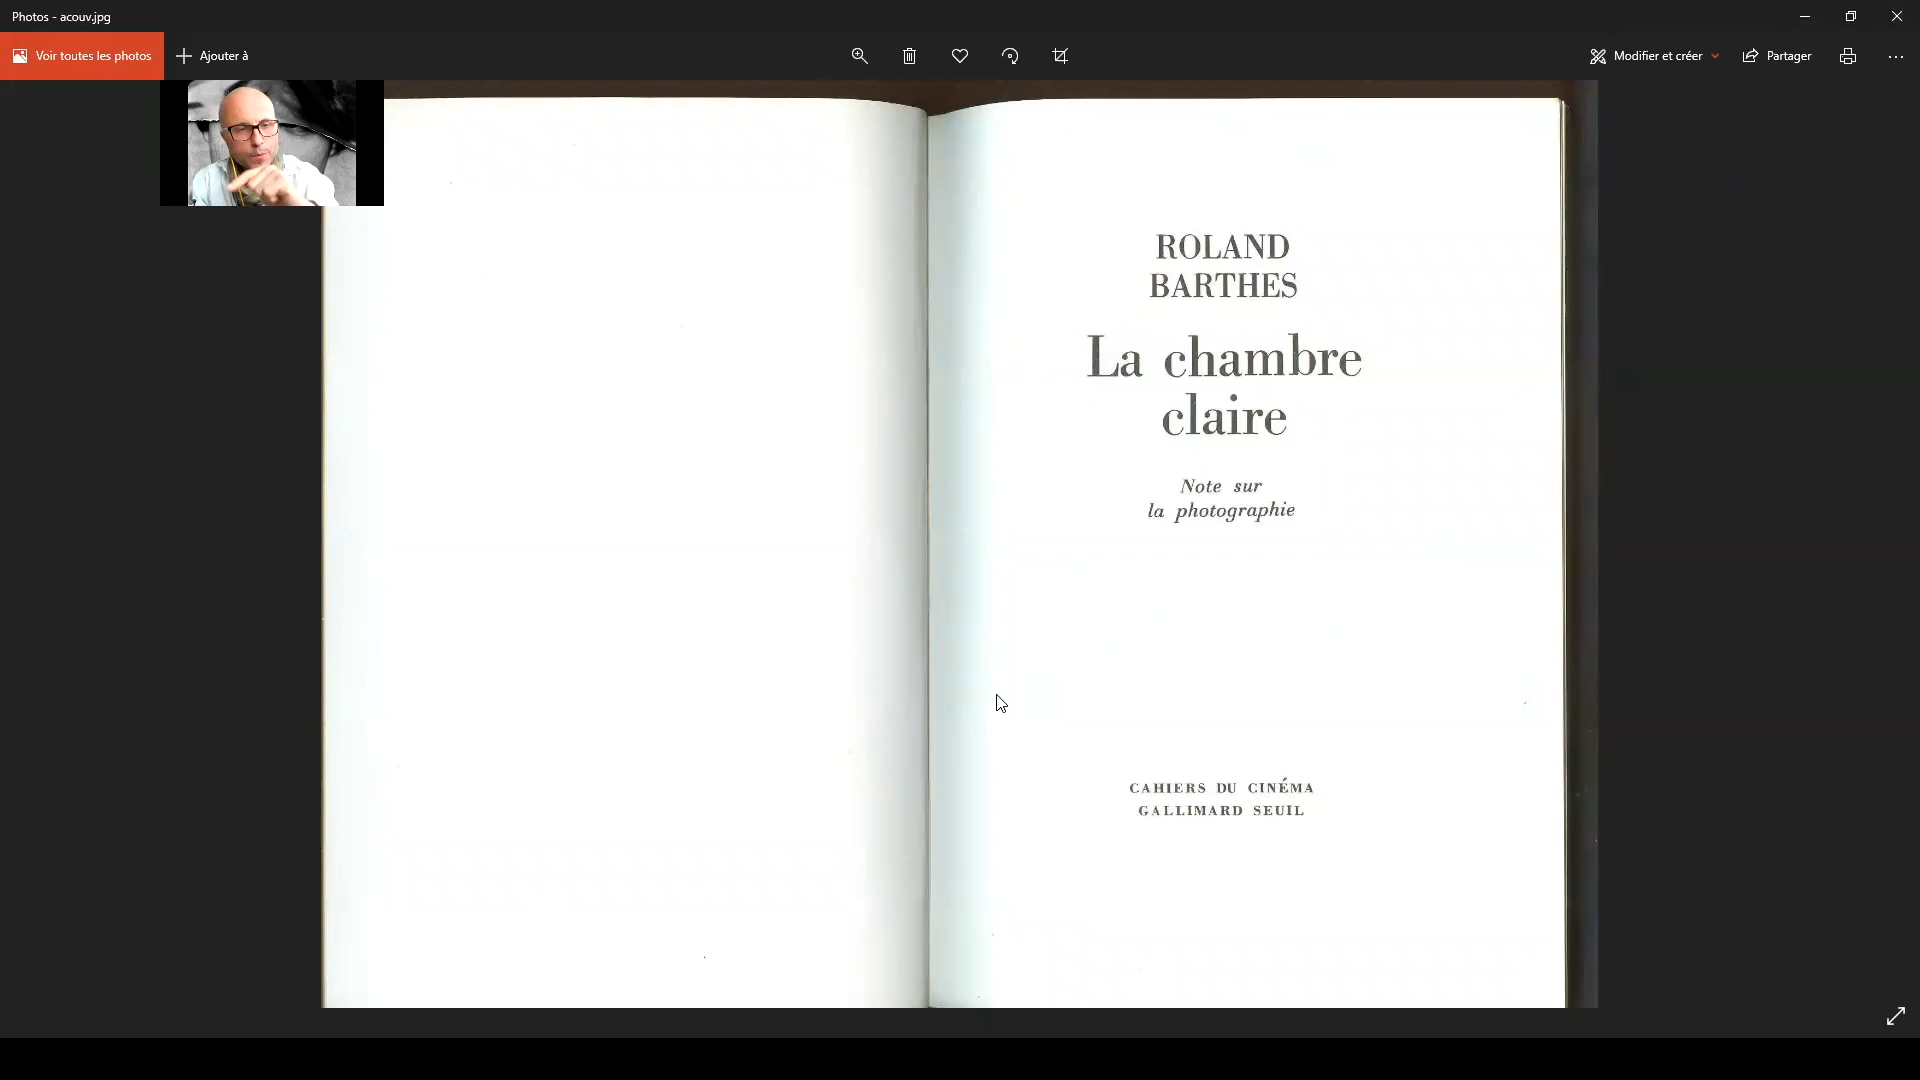 Photos - acouv.jpg
Voir toutes les photos
Ajouter à
Modifier et créer
Partager
ROLAND
BARTHES
La chambre
claire
Note sur
la photographie
CAHIERS DU CINÉMA
GALLIMARD SEUIL